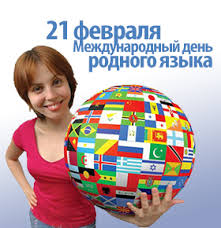 21 февраля
Международный день
родного языка